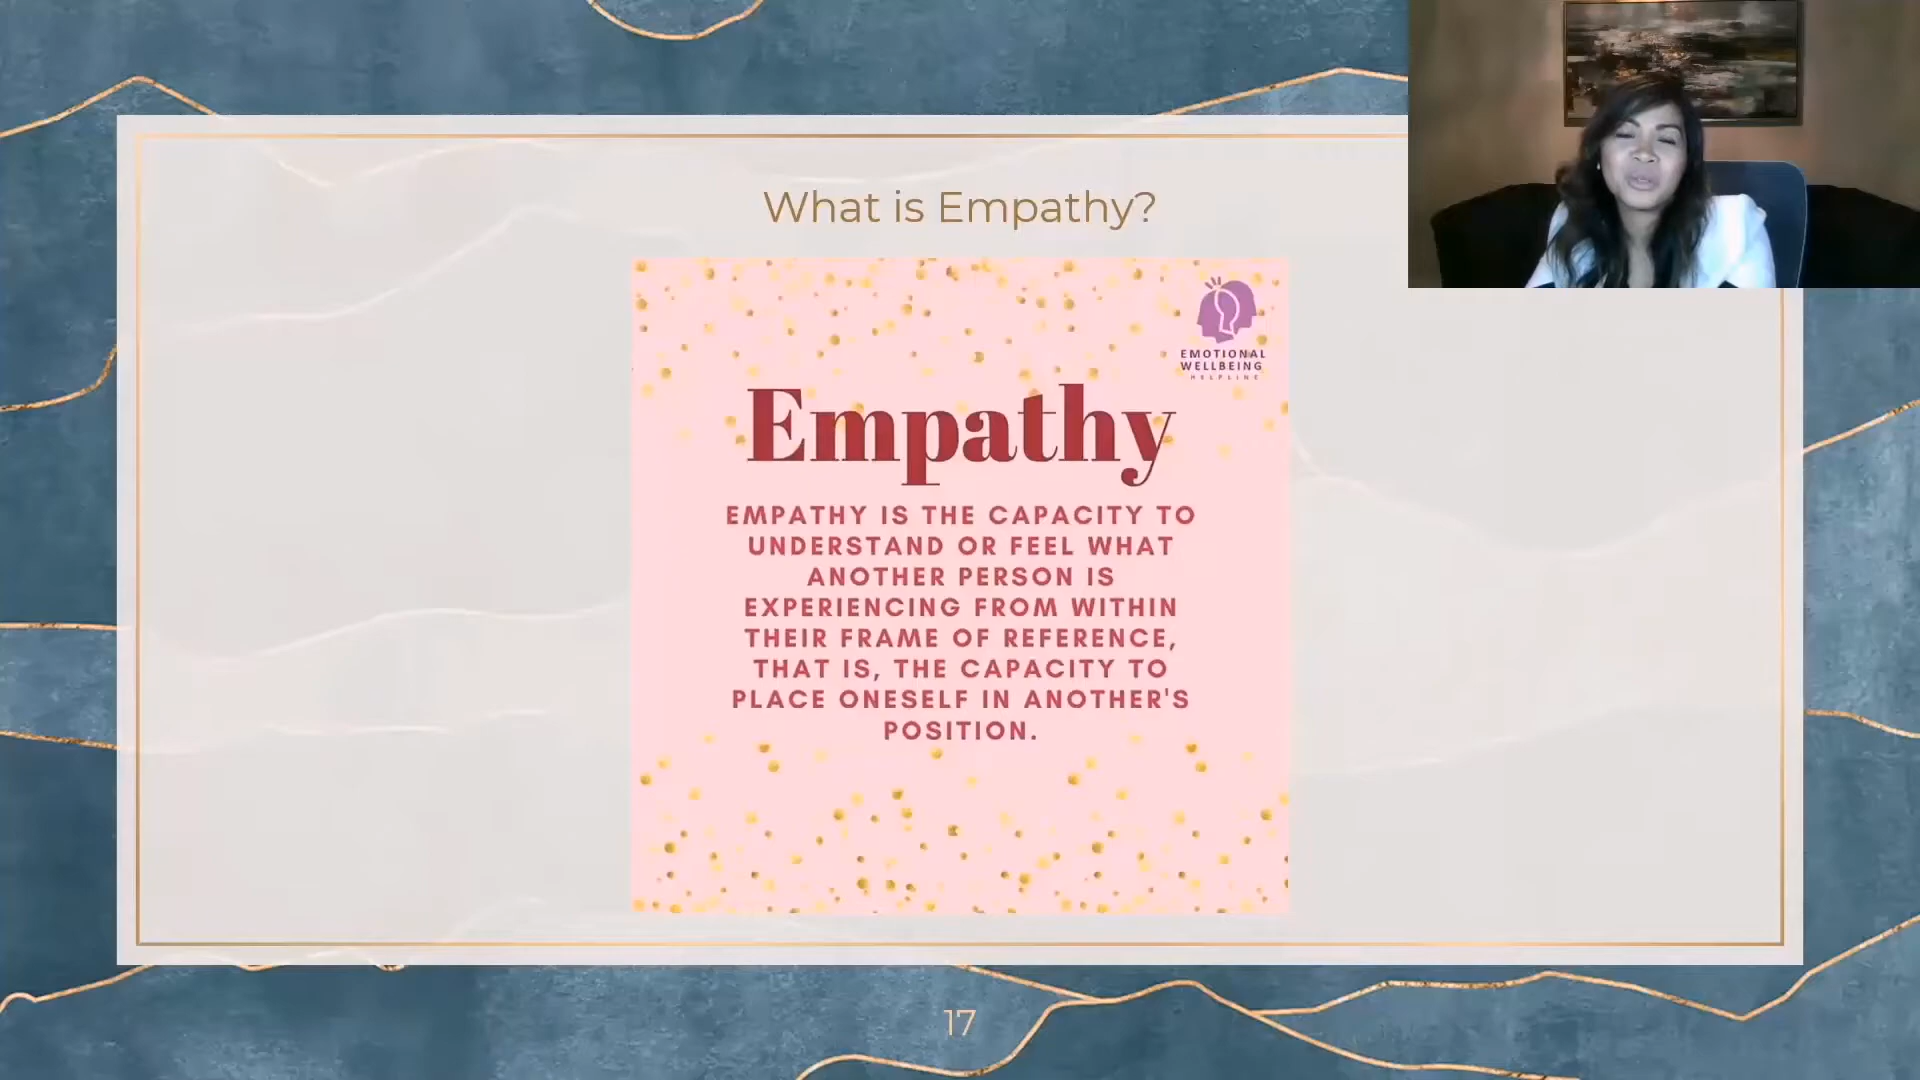 What is Empathy?
EMOTIONAL
WELLBEING
HELPLINE
Empathy
EMPATHY IS THE CAPACITY TO
UNDERSTAND OR FEEL WHAT
ANOTHER PERSON IS
EXPERIENCING FROM WITHIN
THEIR FRAME OF REFERENCE,
THAT IS, THE CAPACITY TO
PLACE ONESELF IN ANOTHER'S
POSITION.
17